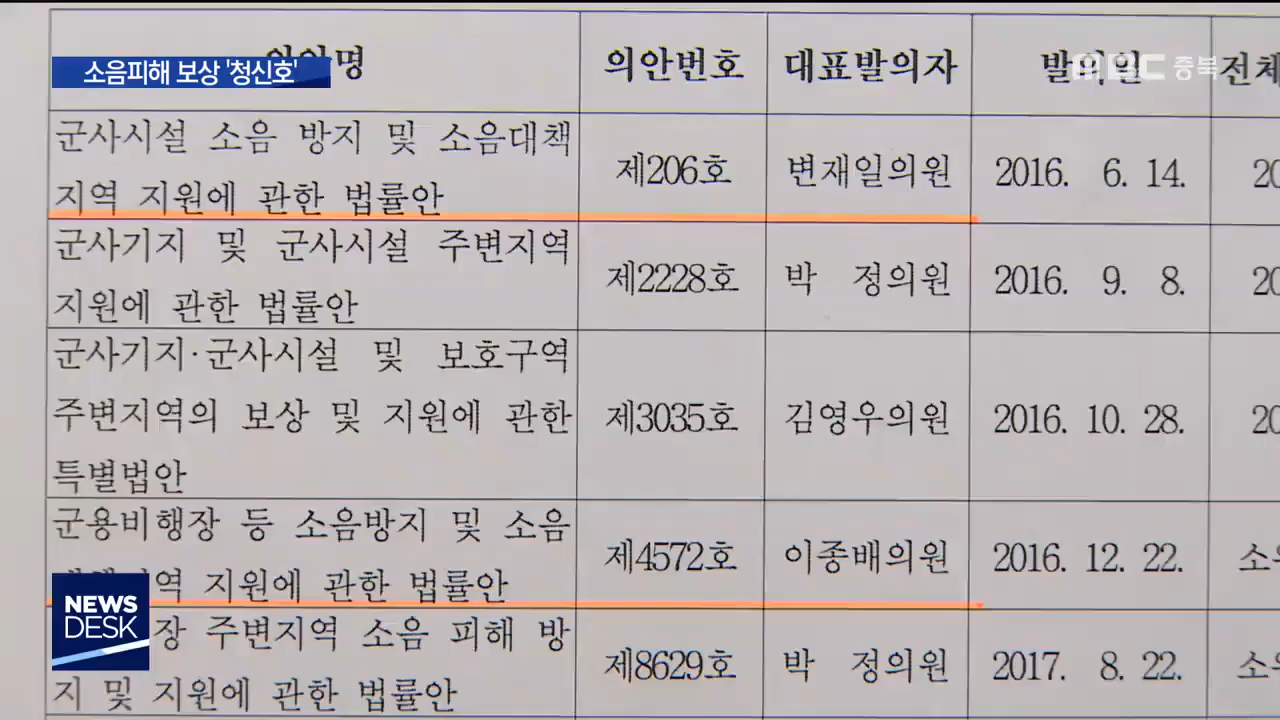 소음피해 보상 '청신호'
의안번호 대표발의자 발의일 전체
MBC 충북
군사시설 소음 방지 및 소음대책
지역 지원에 관한 법률안
제206호 변재일의원 2016. 6. 14. 20
군사기지 및 군사시설 주변지역
지원에 관한 법률안
제2228호 박 정의원 2016. 9. 8. 20
군사기지·군사시설 및 보호구역
주변지역의 보상 및 지원에 관한
특별법안
제3035호 김영우의원 2016. 10. 28. 20
군용비행장 등 소음방지 및 소음
지원에 관한 법률안
제4572호 이종배의원 2016. 12. 22. 소
장 주변지역 소음 피해 방
지 및 지원에 관한 법률안
제8629호 박 정의원 2017. 8. 22. 소
NEWS
DESK